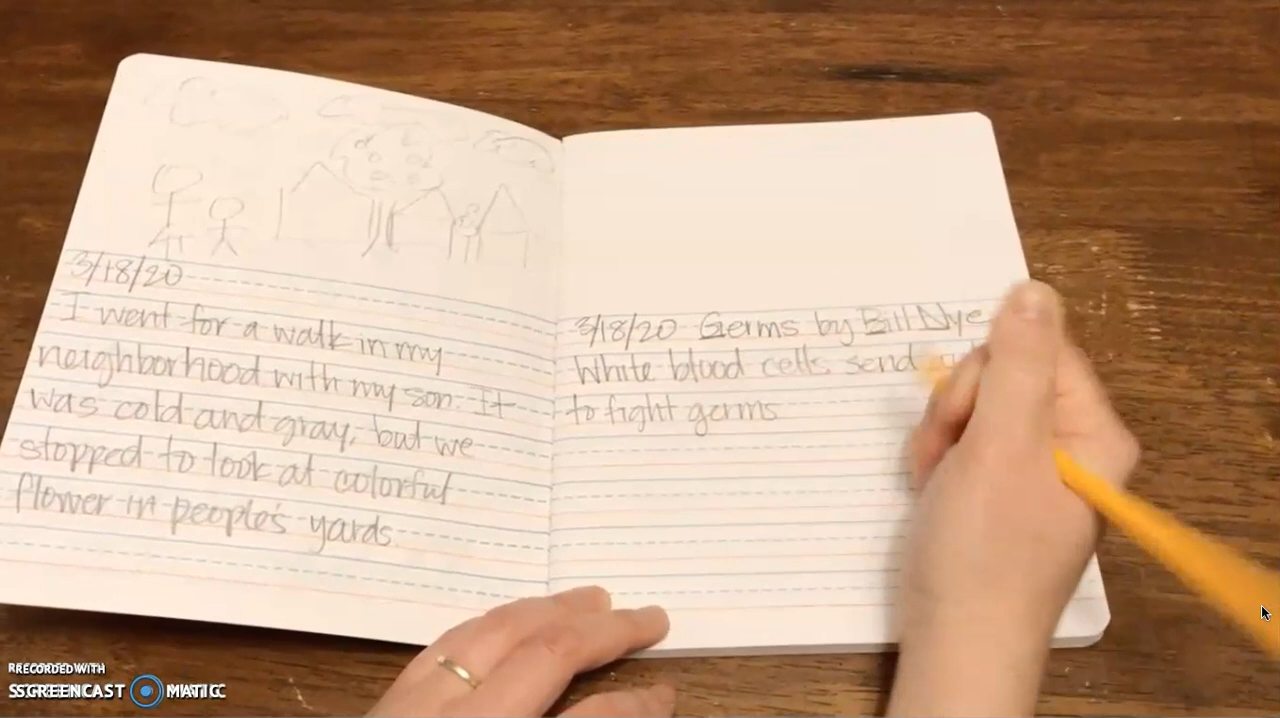 3/18/20
I went for a walk in my
neighborhood with my son. It
was cold and gray, but we
stopped to look at colorful
flower in people's yards.
3/18/20 Germs by Bill Nye
White blood cells send
to fight germs
RECORDED WITH
SCREENCAST MATIC